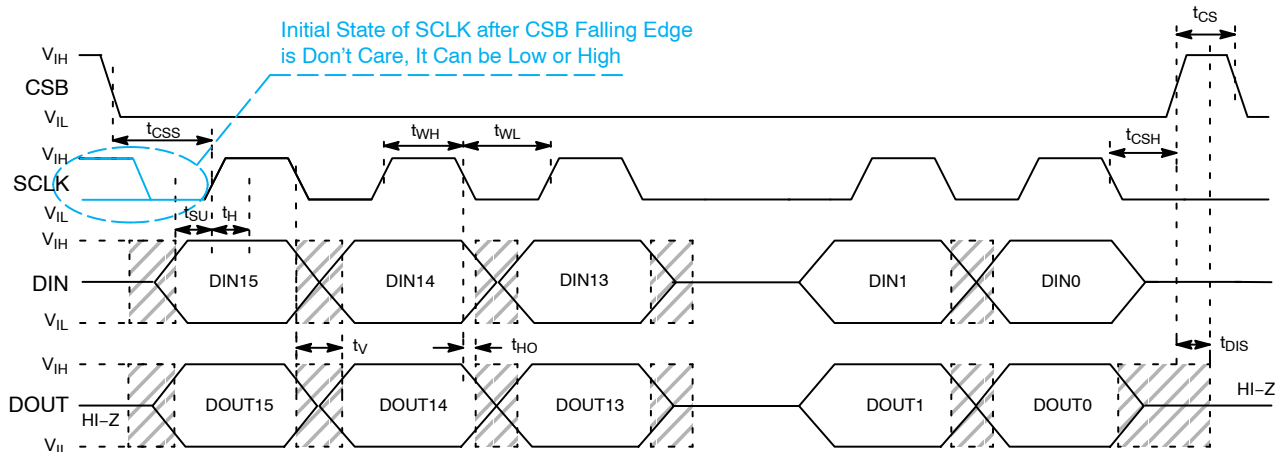 Initial State of SCLK after CSB Falling Edge
is Don't Care, It Can be Low or High
tCS
VIH
CSB
VIL
tCSS
tWH
tWL
tCSH
VIH
SCLK
VIL
tSU
tH
VIH
DIN
DIN15
DIN14
DIN13
DIN1
DIN0
VIL
tV
tHO
tDIS
VIH
DOUT
HI–Z
DOUT15
DOUT14
DOUT13
DOUT1
DOUT0
HI–Z
VIL